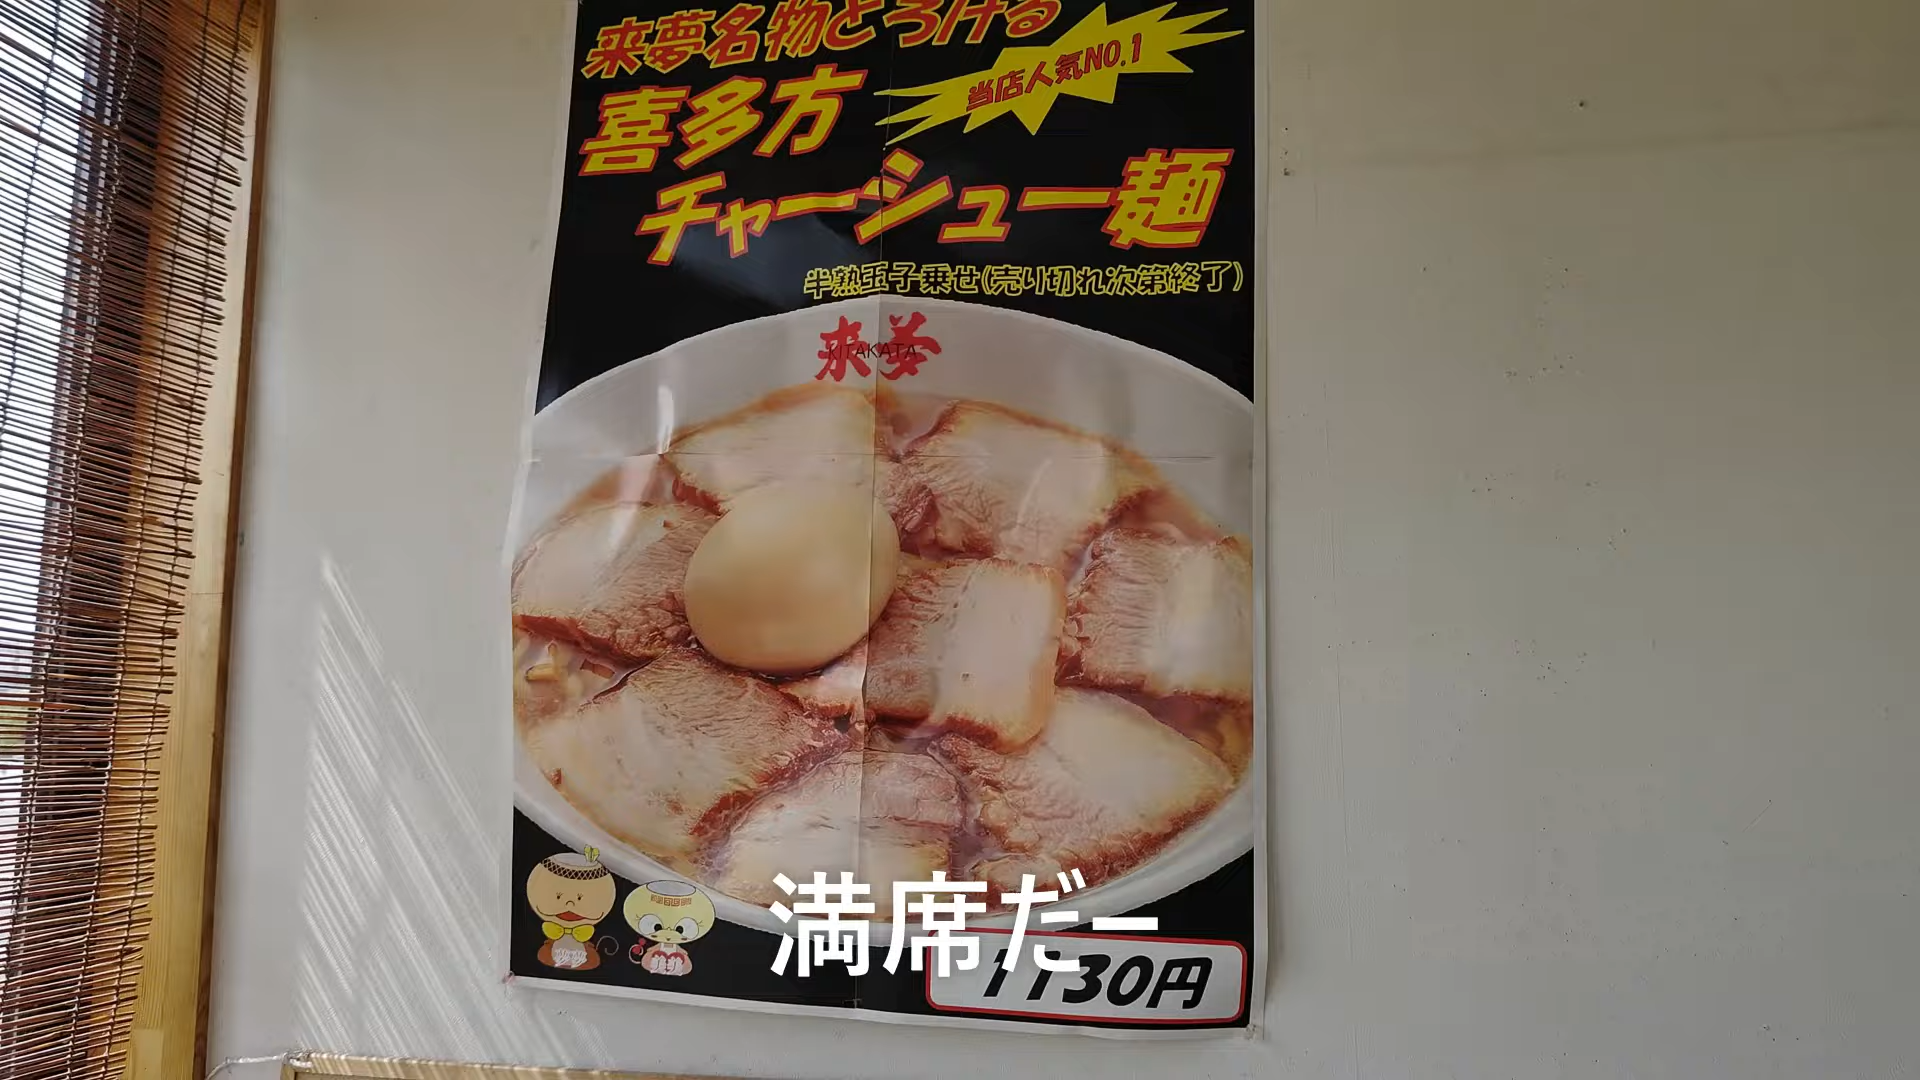 来夢名物とろける
当店人気NO.1
喜多方
チャーシュー麺
半熟玉子乗せ(売り切れ次第終了)
来夢
KITAKATA
満席だー
1130円